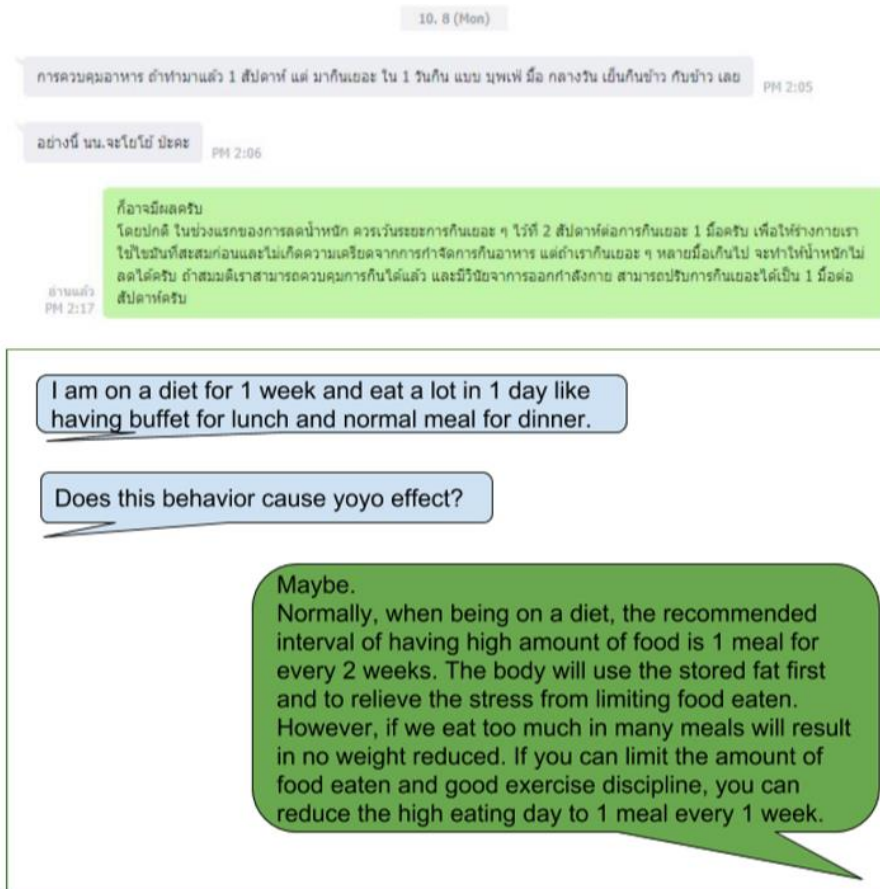 10. 8 (Mon)
การควบคุมอาหาร ถ้าทำมาแล้ว 1 สัปดาห์ แต่ มากินเยอะ ใน 1 วันกิน แบบ บุพเฟ่ มื้อ กลางวัน เย็นกินข้าว กับข้าว เลย
PM 2:05
อย่างนี้ นน.จะโยโย่ ป่ะคะ
PM 2:06
ก็อาจมีผลครับ
โดยปกติ ในช่วงแรกของการลดน้ำหนัก ควรเว้นระยะการกินเยอะ ๆ ไว้ที่ 2 สัปดาห์ต่อการกินเยอะ 1 มื้อครับ เพื่อให้ร่างกายเรา
ใช้ไขมันที่สะสมก่อนและไม่เกิดความเครียดจากการกำจัดการกินอาหาร แต่ถ้าเรากินเยอะ ๆ หลายมื้อเกินไป จะทำให้น้ำหนักไม่
ลดได้ครับ ถ้าสมมติเราสามารถควบคุมการกินได้แล้ว และมีวินัยจากการออกกำลังกาย สามารถปรับการกินเยอะได้เป็น 1 มื้อต่อ
สัปดาห์ครับ
อ่านแล้ว
PM 2:17
I am on a diet for 1 week and eat a lot in 1 day like
having buffet for lunch and normal meal for dinner.
Does this behavior cause yoyo effect?
Maybe.
Normally, when being on a diet, the recommended
interval of having high amount of food is 1 meal for
every 2 weeks. The body will use the stored fat first
and to relieve the stress from limiting food eaten.
However, if we eat too much in many meals will result
in no weight reduced. If you can limit the amount of
food eaten and good exercise discipline, you can
reduce the high eating day to 1 meal every 1 week.